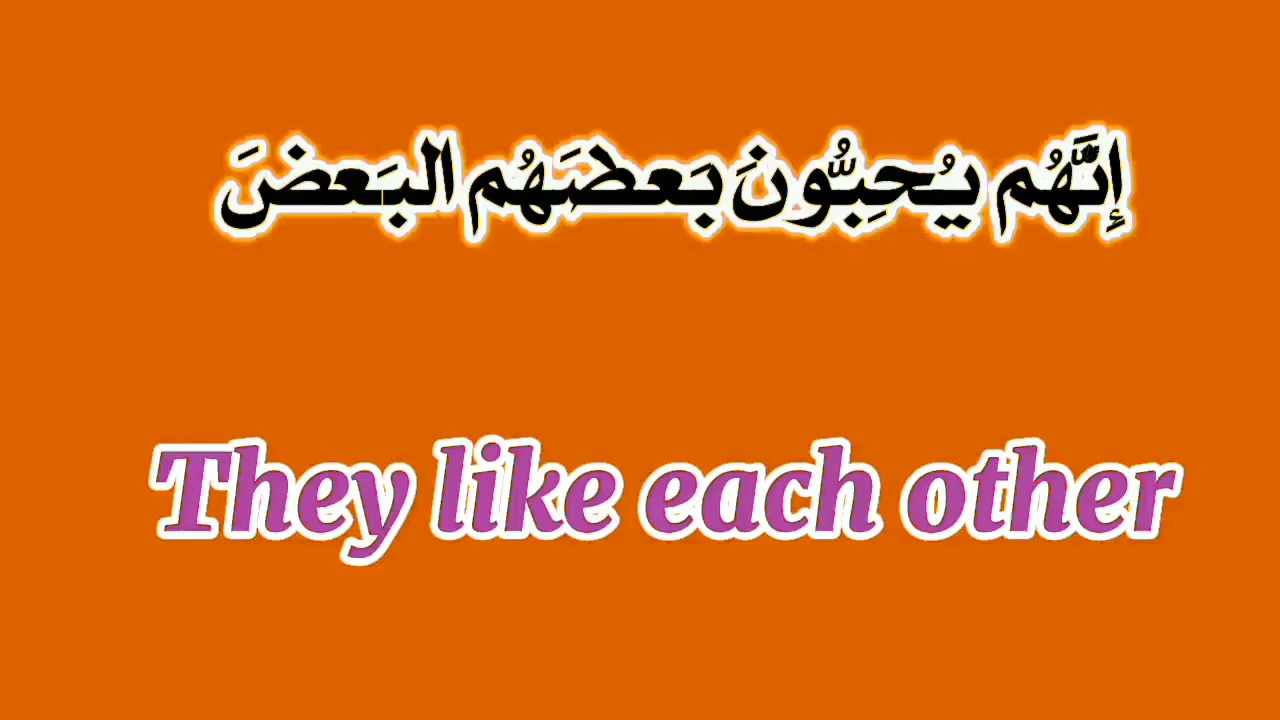 إِنَّهُم يُحِبُّونَ بَعضَهُم البَعضَ
They like each other